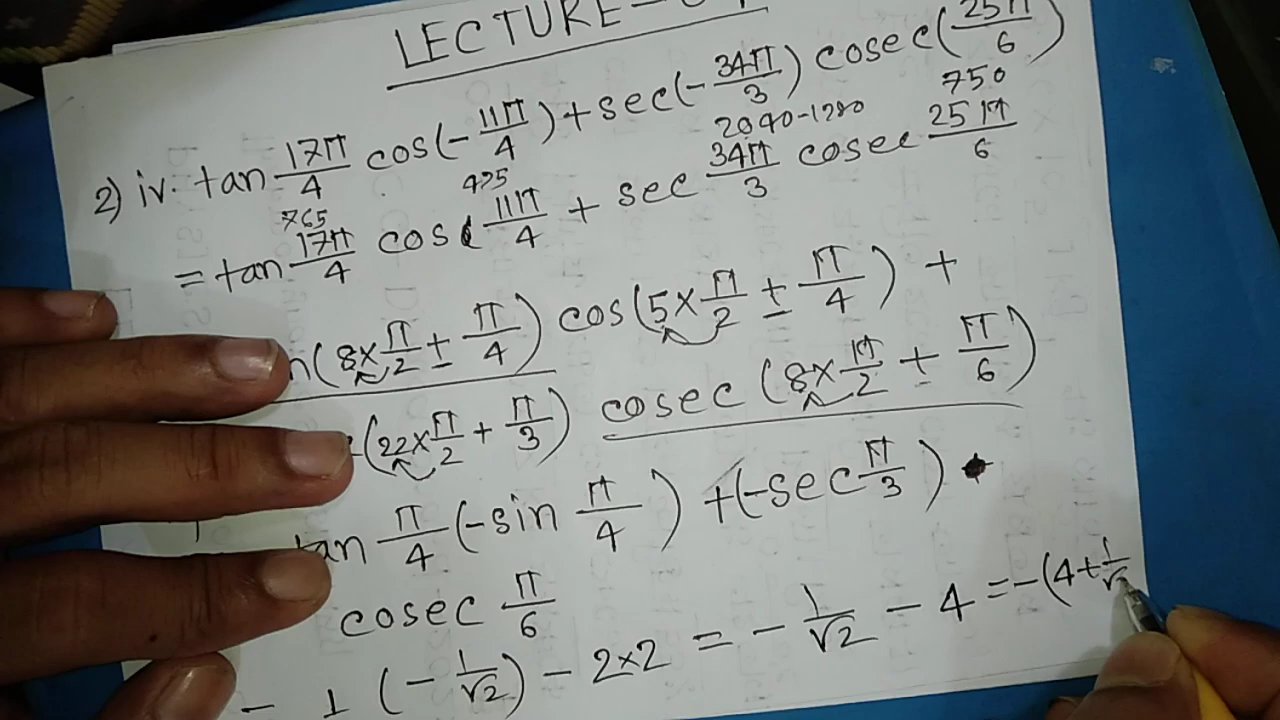 LECTURE-
2) iv. tan 17π/4 cos(-11π/4) + sec(-34π/3) cosec(25π/6)
765 495 2040-1280 750
= tan 17π/4 cos 11π/4 + sec 34π/3 cosec 25π/6
n(8×π/2 + π/4) cos(5×π/2 + π/4) +
(22×π/2 + π/3) cosec (8×π/2 + π/6)
tan π/4 (-sin π/4) + (-sec π/3) •
cosec π/6
1 (-1/√2) - 2×2 = -1/√2 - 4 = -(4+1/√2